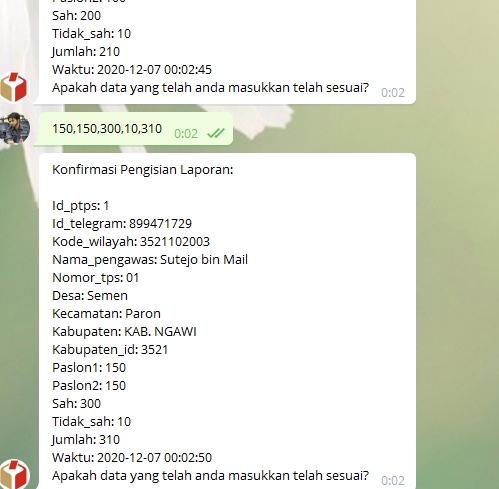 Sah: 200
Tidak_sah: 10
Jumlah: 210
Waktu: 2020-12-07 00:02:45
Apakah data yang telah anda masukkan telah sesuai? 0:02
150,150,300,10,310 0:02
Konfirmasi Pengisian Laporan:
Id_ptps: 1
Id_telegram: 899471729
Kode_wilayah: 3521102003
Nama_pengawas: Sutejo bin Mail
Nomor_tps: 01
Desa: Semen
Kecamatan: Paron
Kabupaten: KAB. NGAWI
Kabupaten_id: 3521
Paslon1: 150
Paslon2: 150
Sah: 300
Tidak_sah: 10
Jumlah: 310
Waktu: 2020-12-07 00:02:50
Apakah data yang telah anda masukkan telah sesuai? 0:02